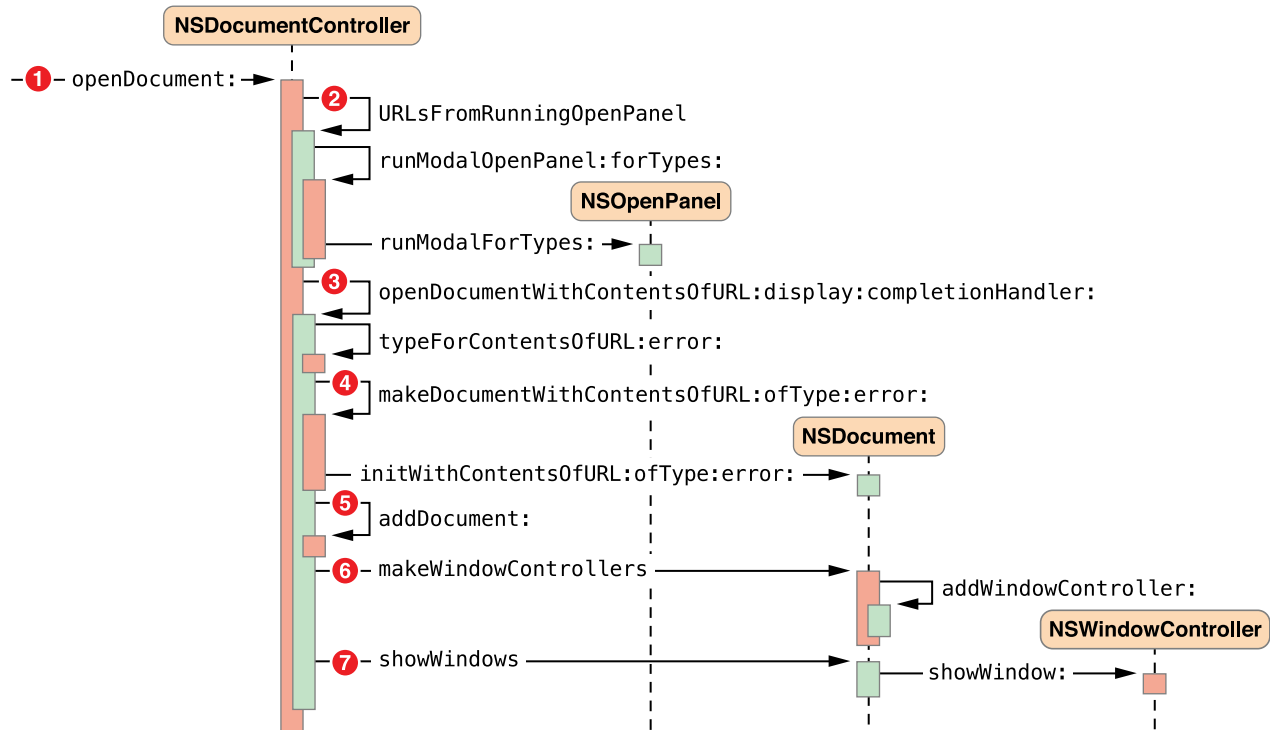 NSDocumentController
1 openDocument:
2
URLsFromRunningOpenPanel
runModalOpenPanel:forTypes:
NSOpenPanel
runModalForTypes:
3
openDocumentWithContentsOfURL:display:completionHandler:
typeForContentsOfURL:error:
4
makeDocumentWithContentsOfURL:ofType:error:
NSDocument
initWithContentsOfURL:ofType:error:
5
addDocument:
6 makeWindowControllers
addWindowController:
NSWindowController
7 showWindows
showWindow: